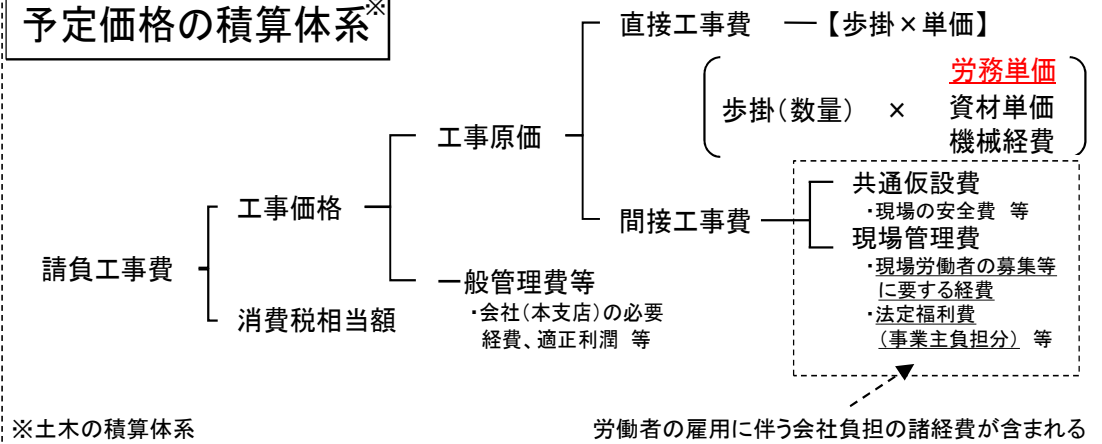 予定価格の積算体系※
直接工事費 ― 【歩掛×単価】
労務単価
歩掛(数量) × 資材単価
機械経費
工事原価
共通仮設費
・現場の安全費 等
工事価格
間接工事費
現場管理費
・現場労働者の募集等
に要する経費
請負工事費
一般管理費等
・法定福利費
(事業主負担分) 等
消費税相当額
・会社(本支店)の必要
経費、適正利潤 等
※土木の積算体系
労働者の雇用に伴う会社負担の諸経費が含まれる